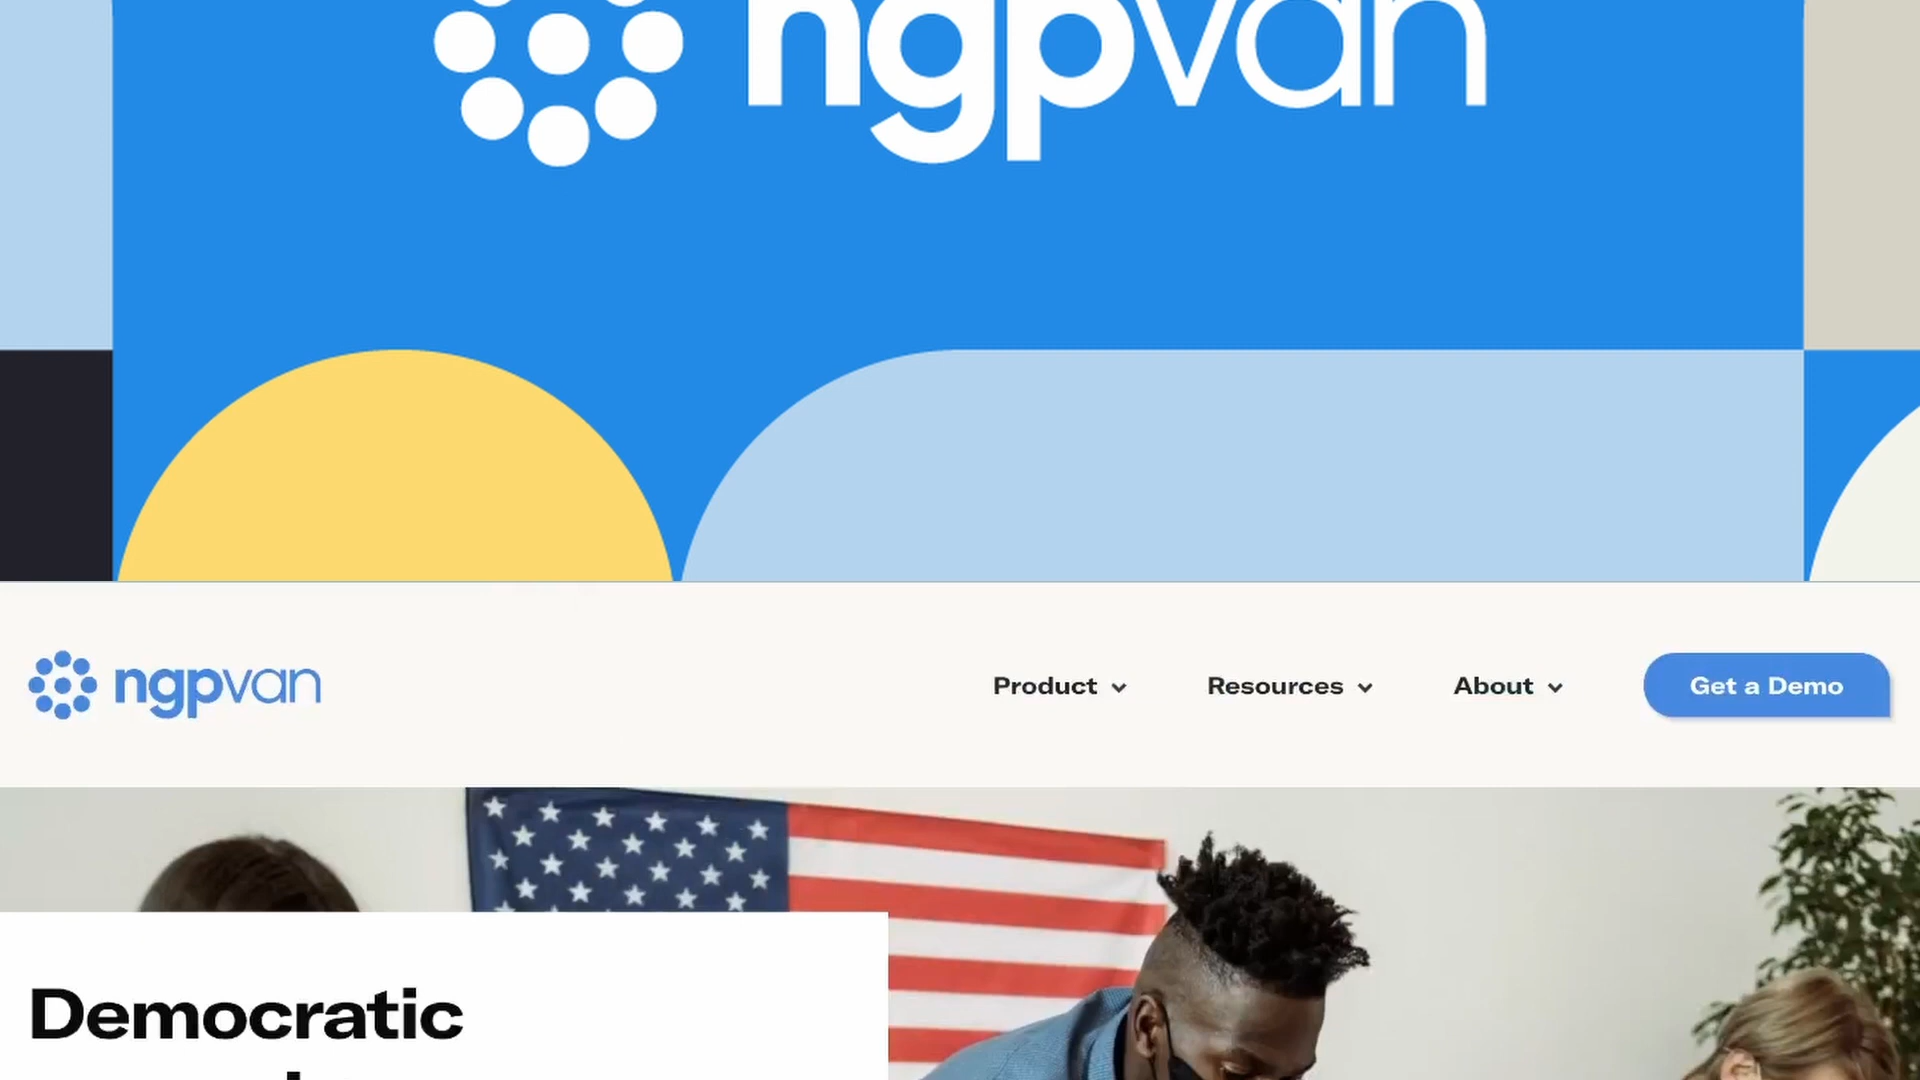 ngpvan
ngpvan
Product
Resources
About
Get a Demo
Democratic